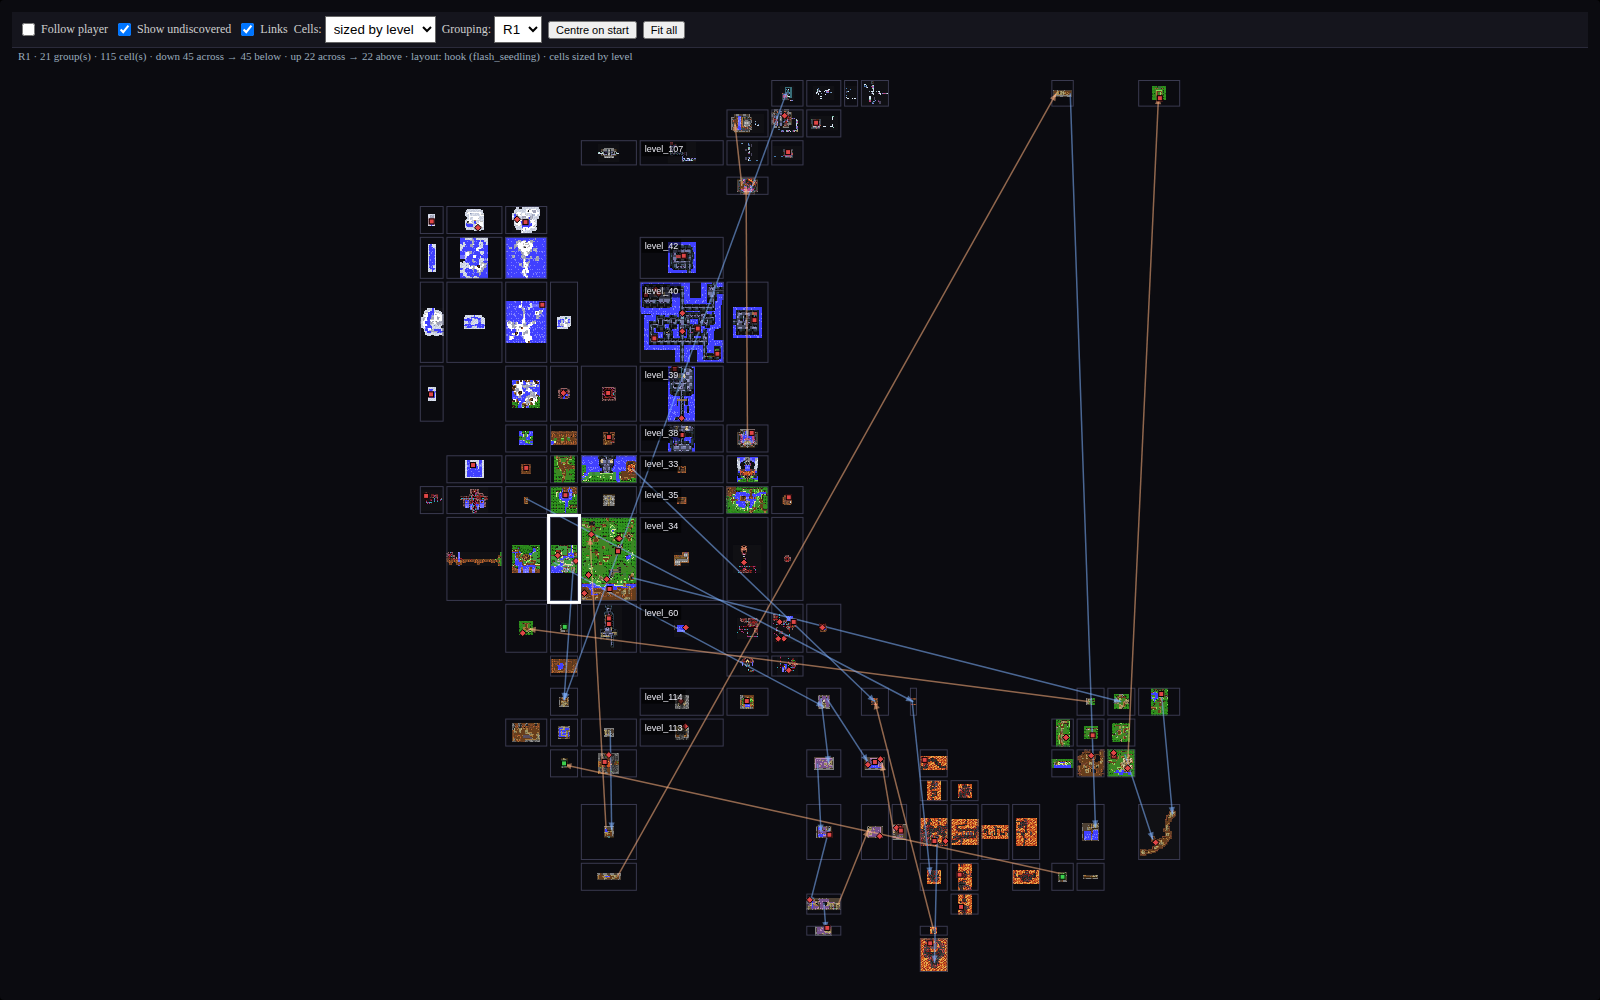 Follow player Show undiscovered Links Cells: sized by level Grouping: R1 Centre on start Fit all
R1 · 21 group(s) · 115 cell(s) · down 45 across → 45 below · up 22 across → 22 above · layout: hook (flash_seedling) · cells sized by level
level_107
level_42
level_40
level_39
level_38
level_33
level_35
level_34
level_60
level_114
level_113